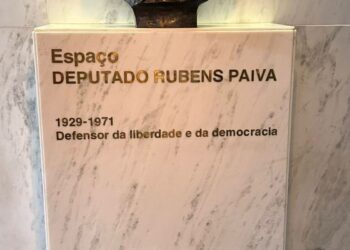 Espaço
DEPUTADO RUBENS PAIVA
1929-1971
Defensor da liberdade e da democracia